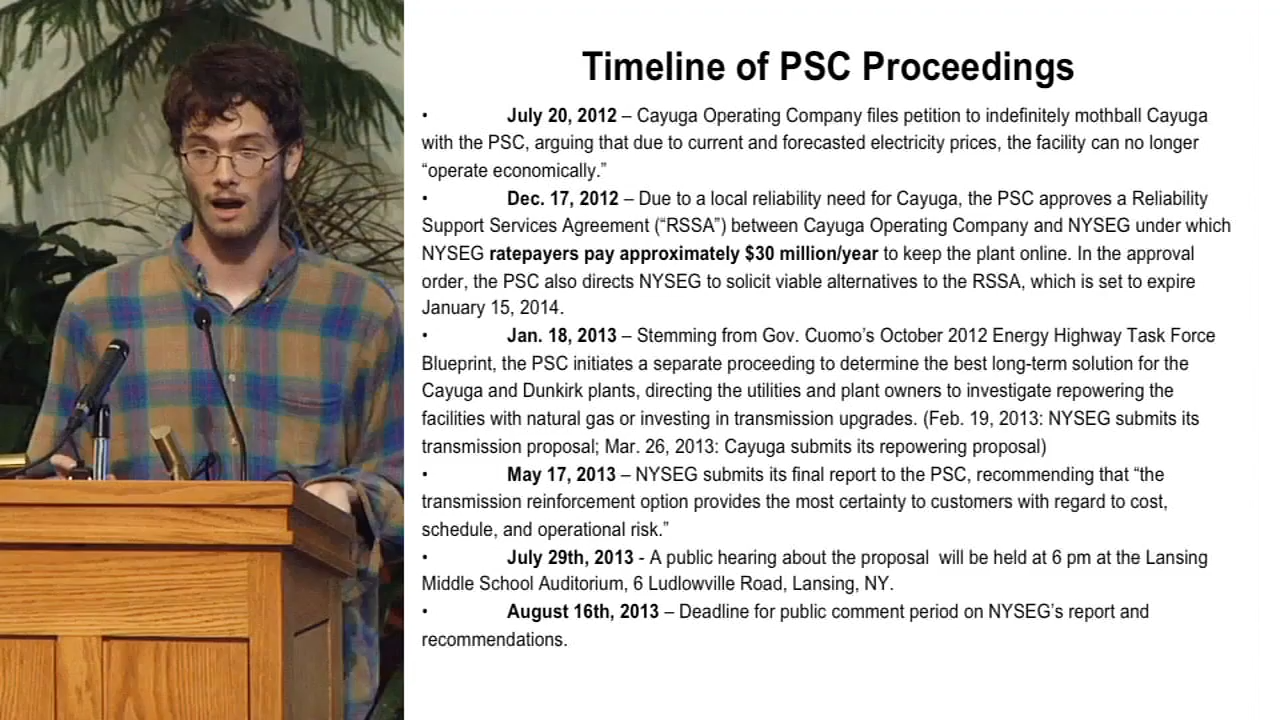 Timeline of PSC Proceedings
• July 20, 2012 – Cayuga Operating Company files petition to indefinitely mothball Cayuga
with the PSC, arguing that due to current and forecasted electricity prices, the facility can no longer
“operate economically.”
• Dec. 17, 2012 – Due to a local reliability need for Cayuga, the PSC approves a Reliability
Support Services Agreement (“RSSA”) between Cayuga Operating Company and NYSEG under which
NYSEG ratepayers pay approximately $30 million/year to keep the plant online. In the approval
order, the PSC also directs NYSEG to solicit viable alternatives to the RSSA, which is set to expire
January 15, 2014.
• Jan. 18, 2013 – Stemming from Gov. Cuomo’s October 2012 Energy Highway Task Force
Blueprint, the PSC initiates a separate proceeding to determine the best long-term solution for the
Cayuga and Dunkirk plants, directing the utilities and plant owners to investigate repowering the
facilities with natural gas or investing in transmission upgrades. (Feb. 19, 2013: NYSEG submits its
transmission proposal; Mar. 26, 2013: Cayuga submits its repowering proposal)
• May 17, 2013 – NYSEG submits its final report to the PSC, recommending that “the
transmission reinforcement option provides the most certainty to customers with regard to cost,
schedule, and operational risk.”
• July 29th, 2013 - A public hearing about the proposal  will be held at 6 pm at the Lansing
Middle School Auditorium, 6 Ludlowville Road, Lansing, NY.
• August 16th, 2013 – Deadline for public comment period on NYSEG’s report and
recommendations.